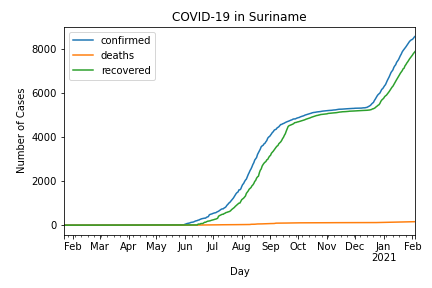 COVID-19 in Suriname
confirmed
deaths
recovered
Number of Cases
8000
6000
4000
2000
0
Feb Mar Apr May Jun Jul Aug Sep Oct Nov Dec Jan Feb
2021
Day